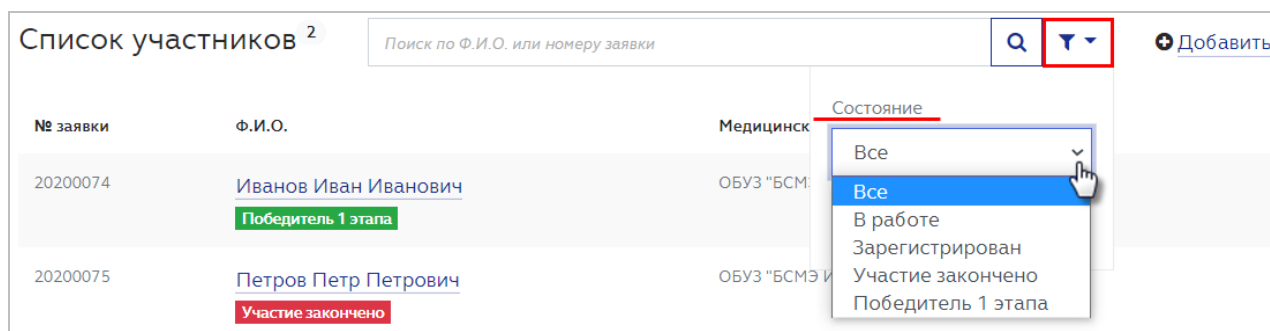 Список участников 2
Поиск по Ф.И.О. или номеру заявки
Добавить
Состояние
№ заявки Ф.И.О. Медицинск
Все
20200074 Иванов Иван Иванович ОБУЗ "БСМ
Победитель 1 этапа
Все
В работе
Зарегистрирован
Участие закончено
Победитель 1 этапа
20200075 Петров Петр Петрович ОБУЗ "БСМЭ И
Участие закончено